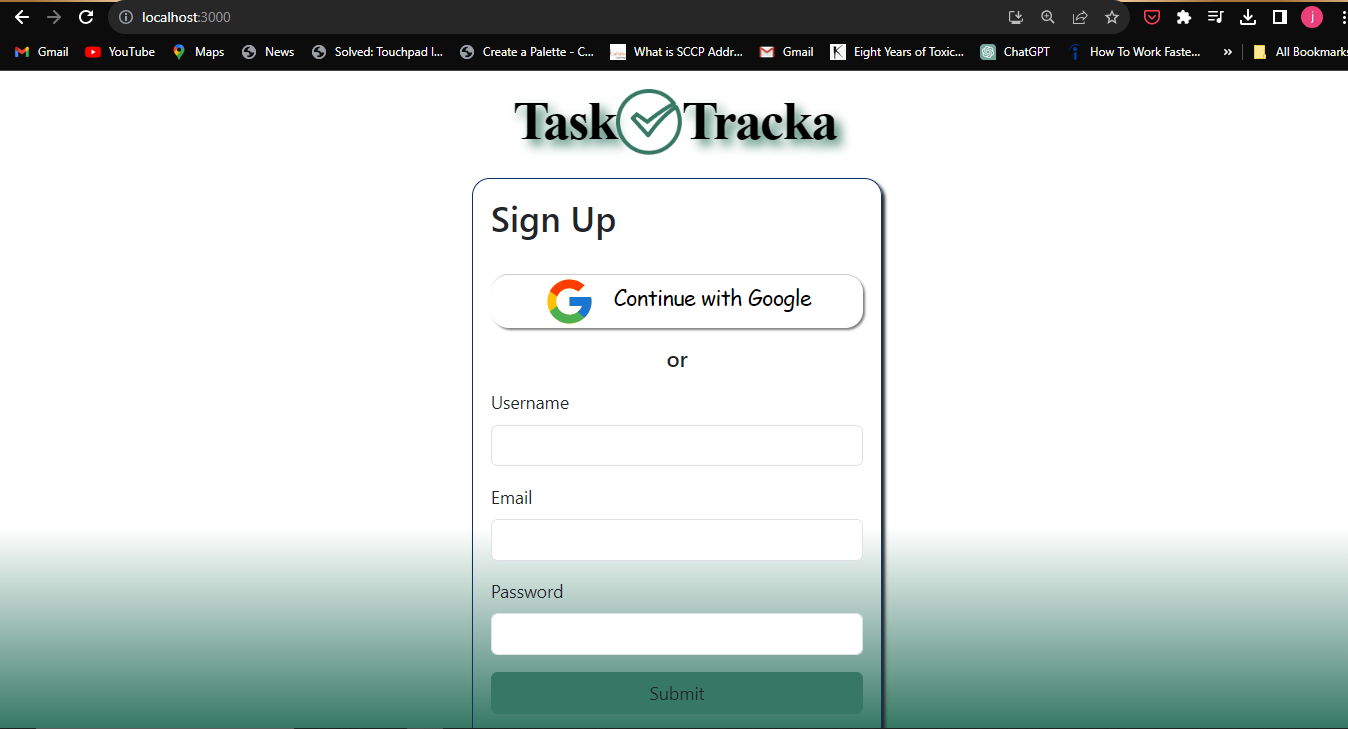 localhost:3000
j
Gmail YouTube Maps News Solved: Touchpad I... Create a Palette - C... What is SCCP Addr... Gmail K Eight Years of Toxic... ChatGPT How To Work Faste... » All Bookmarks
Task Tracka
Sign Up
Continue with Google
or
Username
Email
Password
Submit